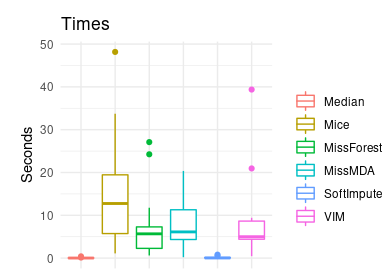 Times
50
40
30
20
10
0
Seconds
Median
Mice
MissForest
MissMDA
SoftImpute
VIM